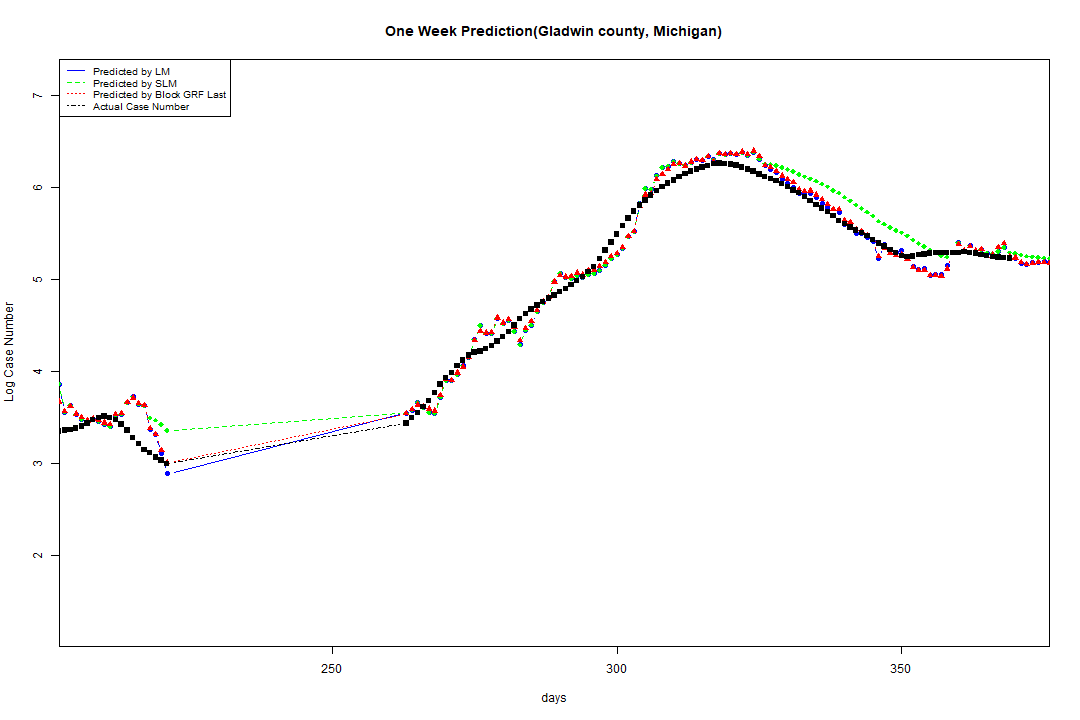 One Week Prediction(Gladwin county, Michigan)
Predicted by LM
Predicted by SLM
Predicted by Block GRF Last
Actual Case Number
7
6
5
4
3
2
Log Case Number
250 300 350
days